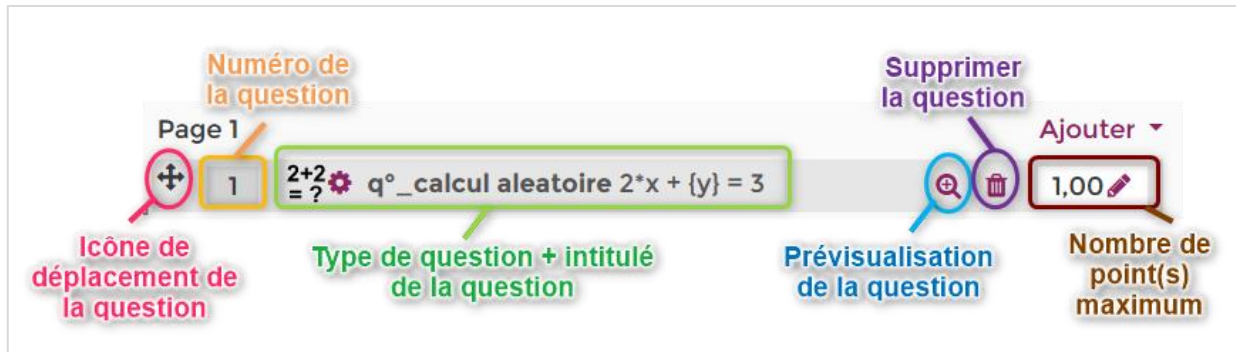 Numéro de
la question
Supprimer
la question
Page 1
Ajouter
1
2+2
= ?
q°_calcul aleatoire 2*x + {y} = 3
1,00
Icône de
déplacement de
la question
Type de question + intitulé
de la question
Prévisualisation
de la question
Nombre de
point(s)
maximum